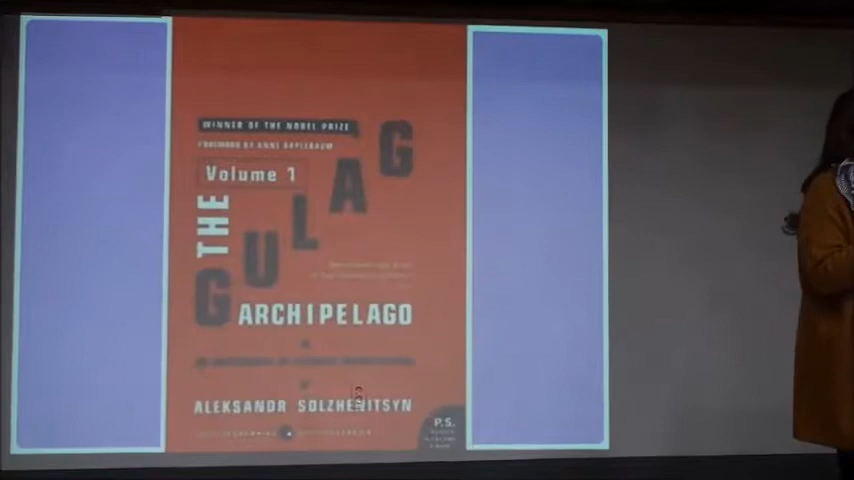 WINNER OF THE NOBEL PRIZE
FOREWORD BY ANNE APPLEBAUM
Volume 1
THE
GULAG
ARCHIPELAGO
ALEKSANDR SOLZHENITSYN
P.S.